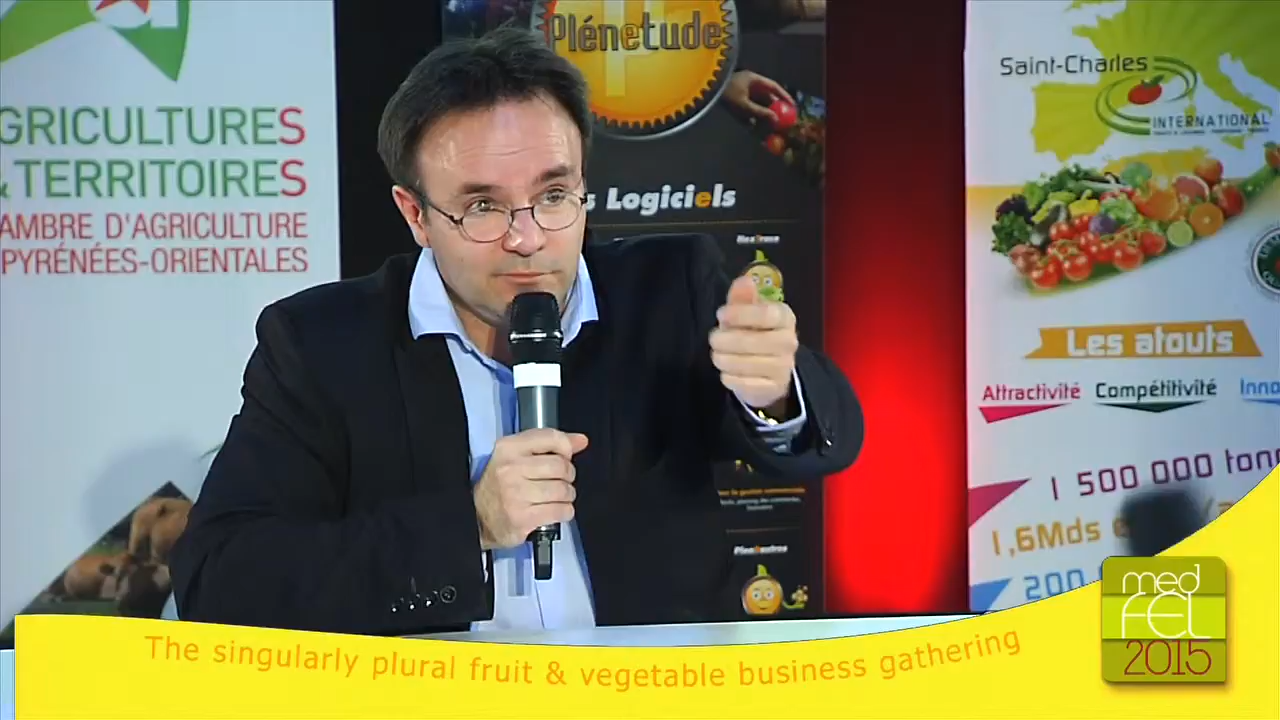 GRICULTURES
& TERRITOIRES
AMBRE D'AGRICULTURE
PYRÉNÉES-ORIENTALES
Plénetude
s Logiciels
Saint-Charles
INTERNATIONAL
Les atouts
Attractivité Compétitivité Inno
1 500 000 tonn
1,6Mds
200
The singularly plural fruit & vegetable business gathering
med
FEL
2015